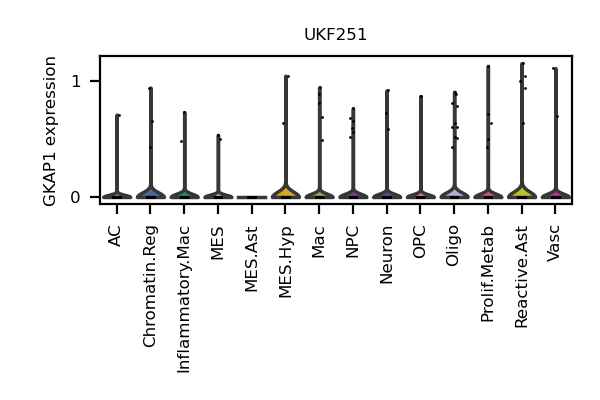 UKF251
GKAP1 expression
1
0
AC
Chromatin.Reg
Inflammatory.Mac
MES
MES.Ast
MES.Hyp
Mac
NPC
Neuron
OPC
Oligo
Prolif.Metab
Reactive.Ast
Vasc